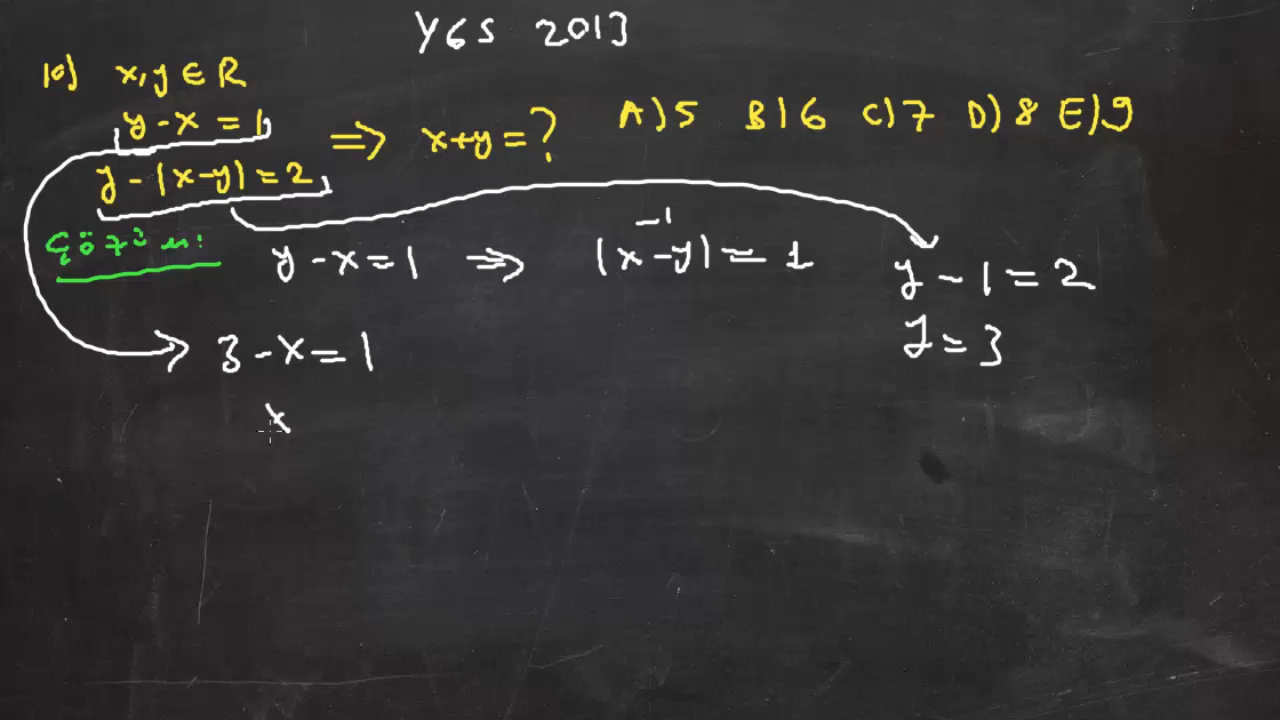 YGS 2013
10) x, y ∈ R
y - x = 1
y - |x-y| = 2
⇒ x+y = ?
A) 5 B) 6 C) 7 D) 8 E) 9
Çözüm:
y - x = 1 ⇒ |x - y| = 1
-1
y - 1 = 2
y = 3
3 - x = 1
x